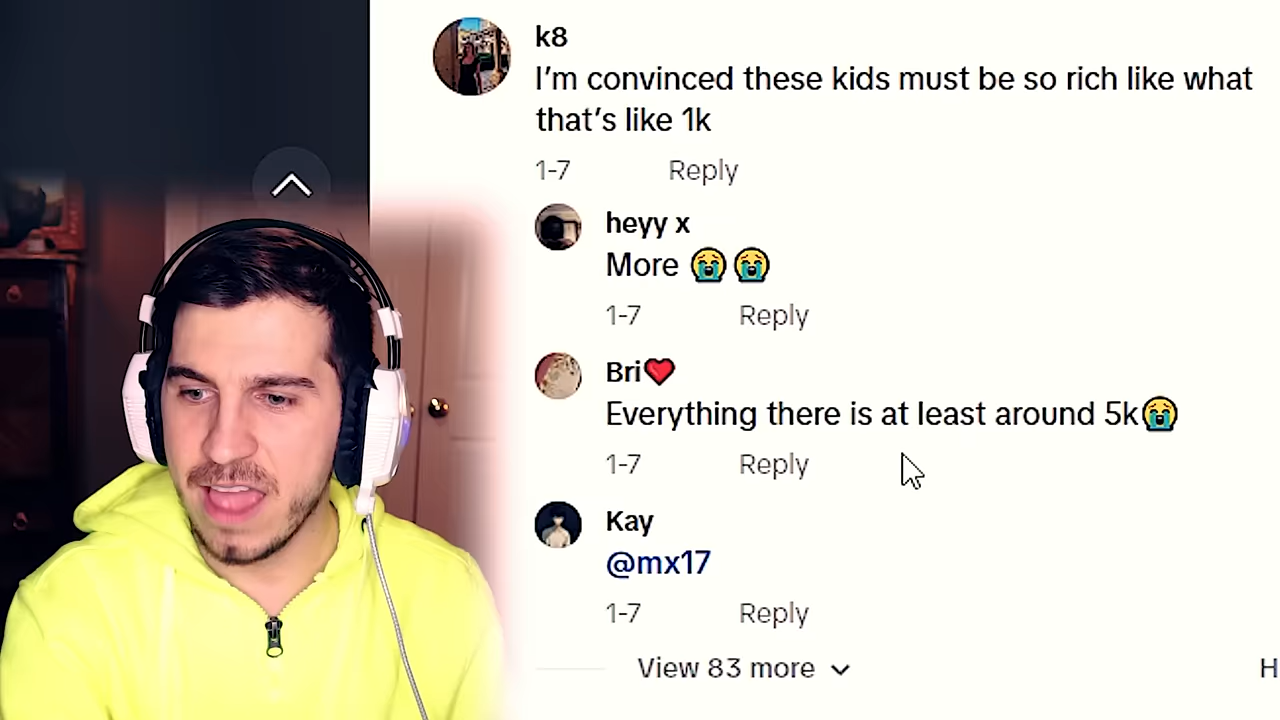 k8
I'm convinced these kids must be so rich like what
that's like 1k
1-7 Reply
heyy x
More 😭😭
1-7 Reply
Bri❤️
Everything there is at least around 5k😭
1-7 Reply
Kay
@mx17
1-7 Reply
View 83 more
H